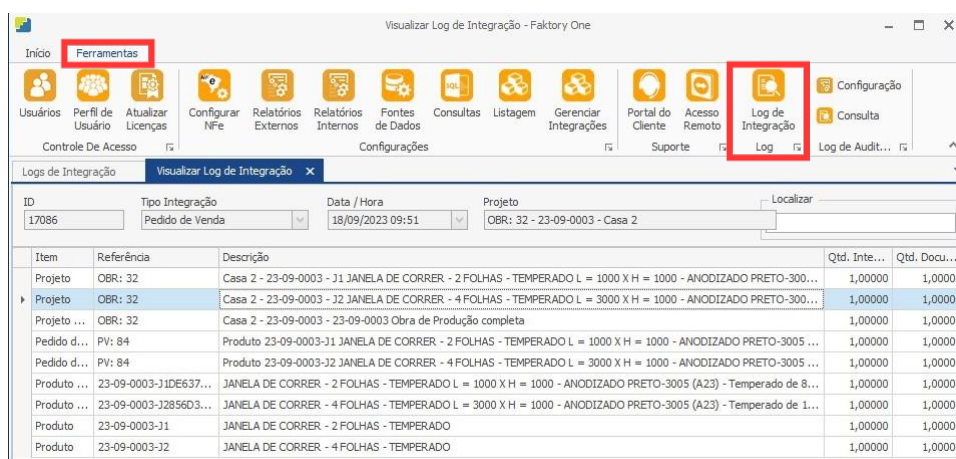 Visualizar Log de Integração - Faktory One
Início Ferramentas
Usuários Perfil de Usuário Atualizar Licenças Configurar NFe Relatórios Externos Relatórios Internos Fontes de Dados Consultas Listagem Gerenciar Integrações Portal do Cliente Acesso Remoto Log de Integração Configuração
Consulta
Controle De Acesso Configurações Suporte Log Log de Audit...
Logs de Integração Visualizar Log de Integração
ID Tipo Integração Data / Hora Projeto Localizar
17086 Pedido de Venda 18/09/2023 09:51 OBR: 32 - 23-09-0003 - Casa 2
Item Referência Descrição Qtd. Inte... Qtd. Docu...
Projeto OBR: 32 Casa 2 - 23-09-0003 - J1 JANELA DE CORRER - 2 FOLHAS - TEMPERADO L = 1000 X H = 1000 - ANODIZADO PRETO-300... 1,00000 1,0000
Projeto OBR: 32 Casa 2 - 23-09-0003 - J2 JANELA DE CORRER - 4 FOLHAS - TEMPERADO L = 3000 X H = 1000 - ANODIZADO PRETO-300... 1,00000 1,0000
Projeto ... OBR: 32 Casa 2 - 23-09-0003 - 23-09-0003 Obra de Produção completa 1,00000 1,0000
Pedido d... PV: 84 Produto 23-09-0003-J1 JANELA DE CORRER - 2 FOLHAS - TEMPERADO L = 1000 X H = 1000 - ANODIZADO PRETO-3005 ... 1,00000 1,0000
Pedido d... PV: 84 Produto 23-09-0003-J2 JANELA DE CORRER - 4 FOLHAS - TEMPERADO L = 3000 X H = 1000 - ANODIZADO PRETO-3005 ... 1,00000 1,0000
Produto ... 23-09-0003-J1DE637... JANELA DE CORRER - 2 FOLHAS - TEMPERADO L = 1000 X H = 1000 - ANODIZADO PRETO-3005 (A23) - Temperado de 8... 1,00000 1,0000
Produto ... 23-09-0003-J2856D3... JANELA DE CORRER - 4 FOLHAS - TEMPERADO L = 3000 X H = 1000 - ANODIZADO PRETO-3005 (A23) - Temperado de 1... 1,00000 1,0000
Produto 23-09-0003-J1 JANELA DE CORRER - 2 FOLHAS - TEMPERADO 1,00000 1,0000
Produto 23-09-0003-J2 JANELA DE CORRER - 4 FOLHAS - TEMPERADO 1,00000 1,0000